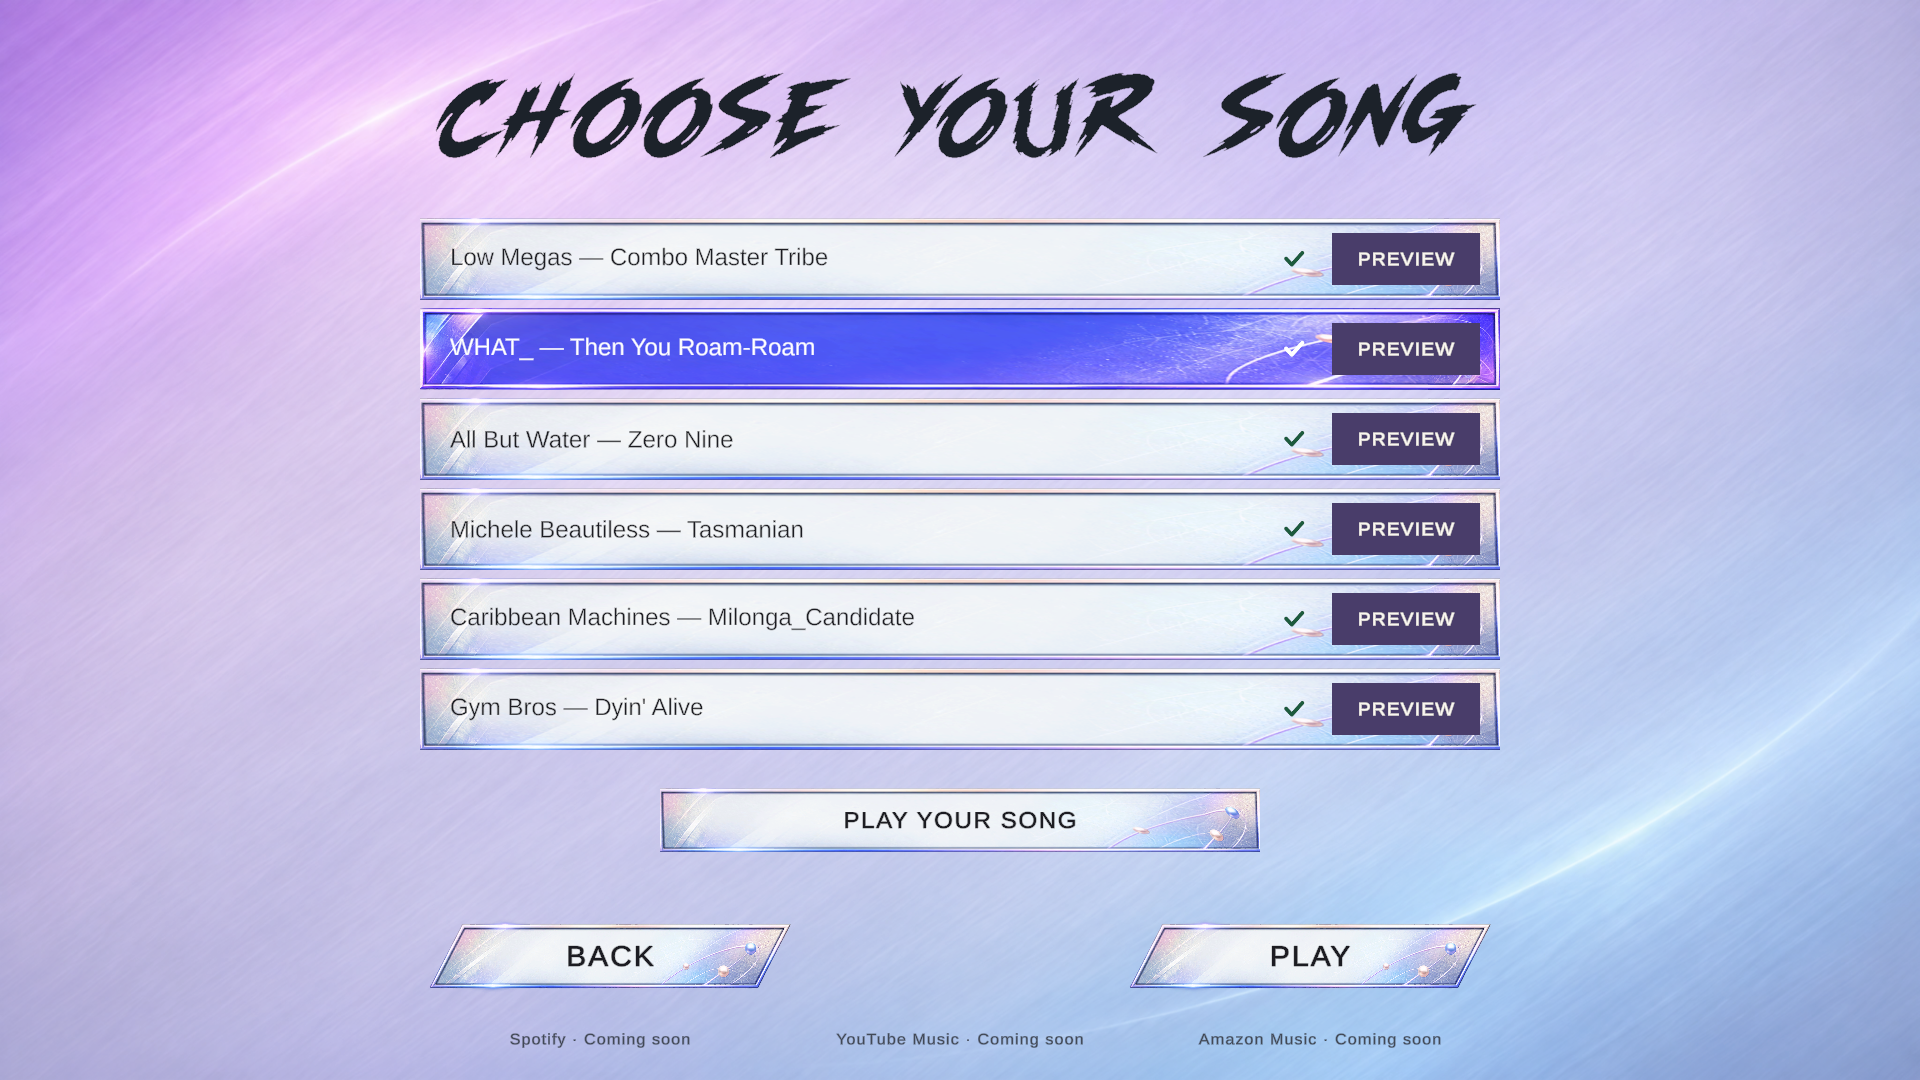 CHOOSE YOUR SONG
Low Megas — Combo Master Tribe PREVIEW
WHAT_ — Then You Roam-Roam PREVIEW
All But Water — Zero Nine PREVIEW
Michele Beautiless — Tasmanian PREVIEW
Caribbean Machines — Milonga_Candidate PREVIEW
Gym Bros — Dyin' Alive PREVIEW
PLAY YOUR SONG
BACK PLAY
Spotify · Coming soon YouTube Music · Coming soon Amazon Music · Coming soon